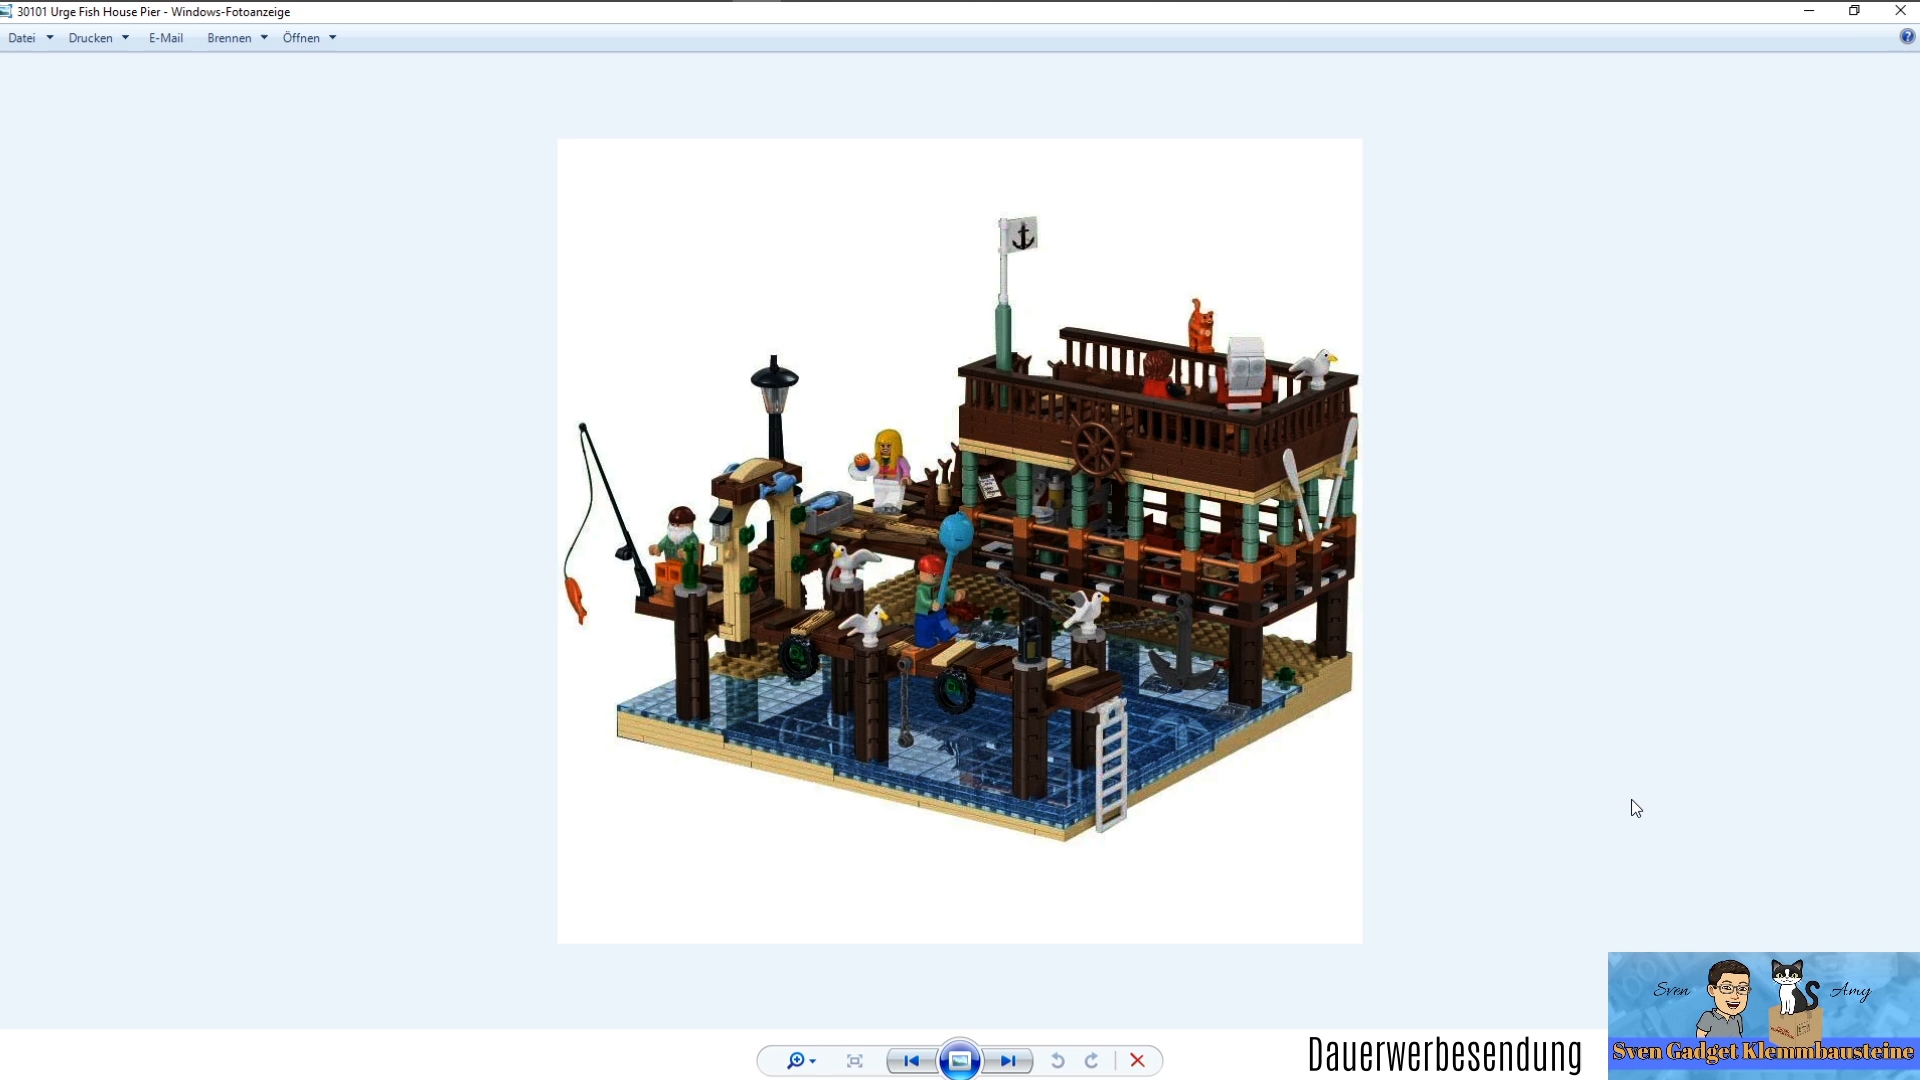 30101 Urge Fish House Pier - Windows-Fotoanzeige
Datei Drucken E-Mail Brennen Öffnen
Sven Amy
Dauerwerbesendung
Sven Gadget Klemmbausteine